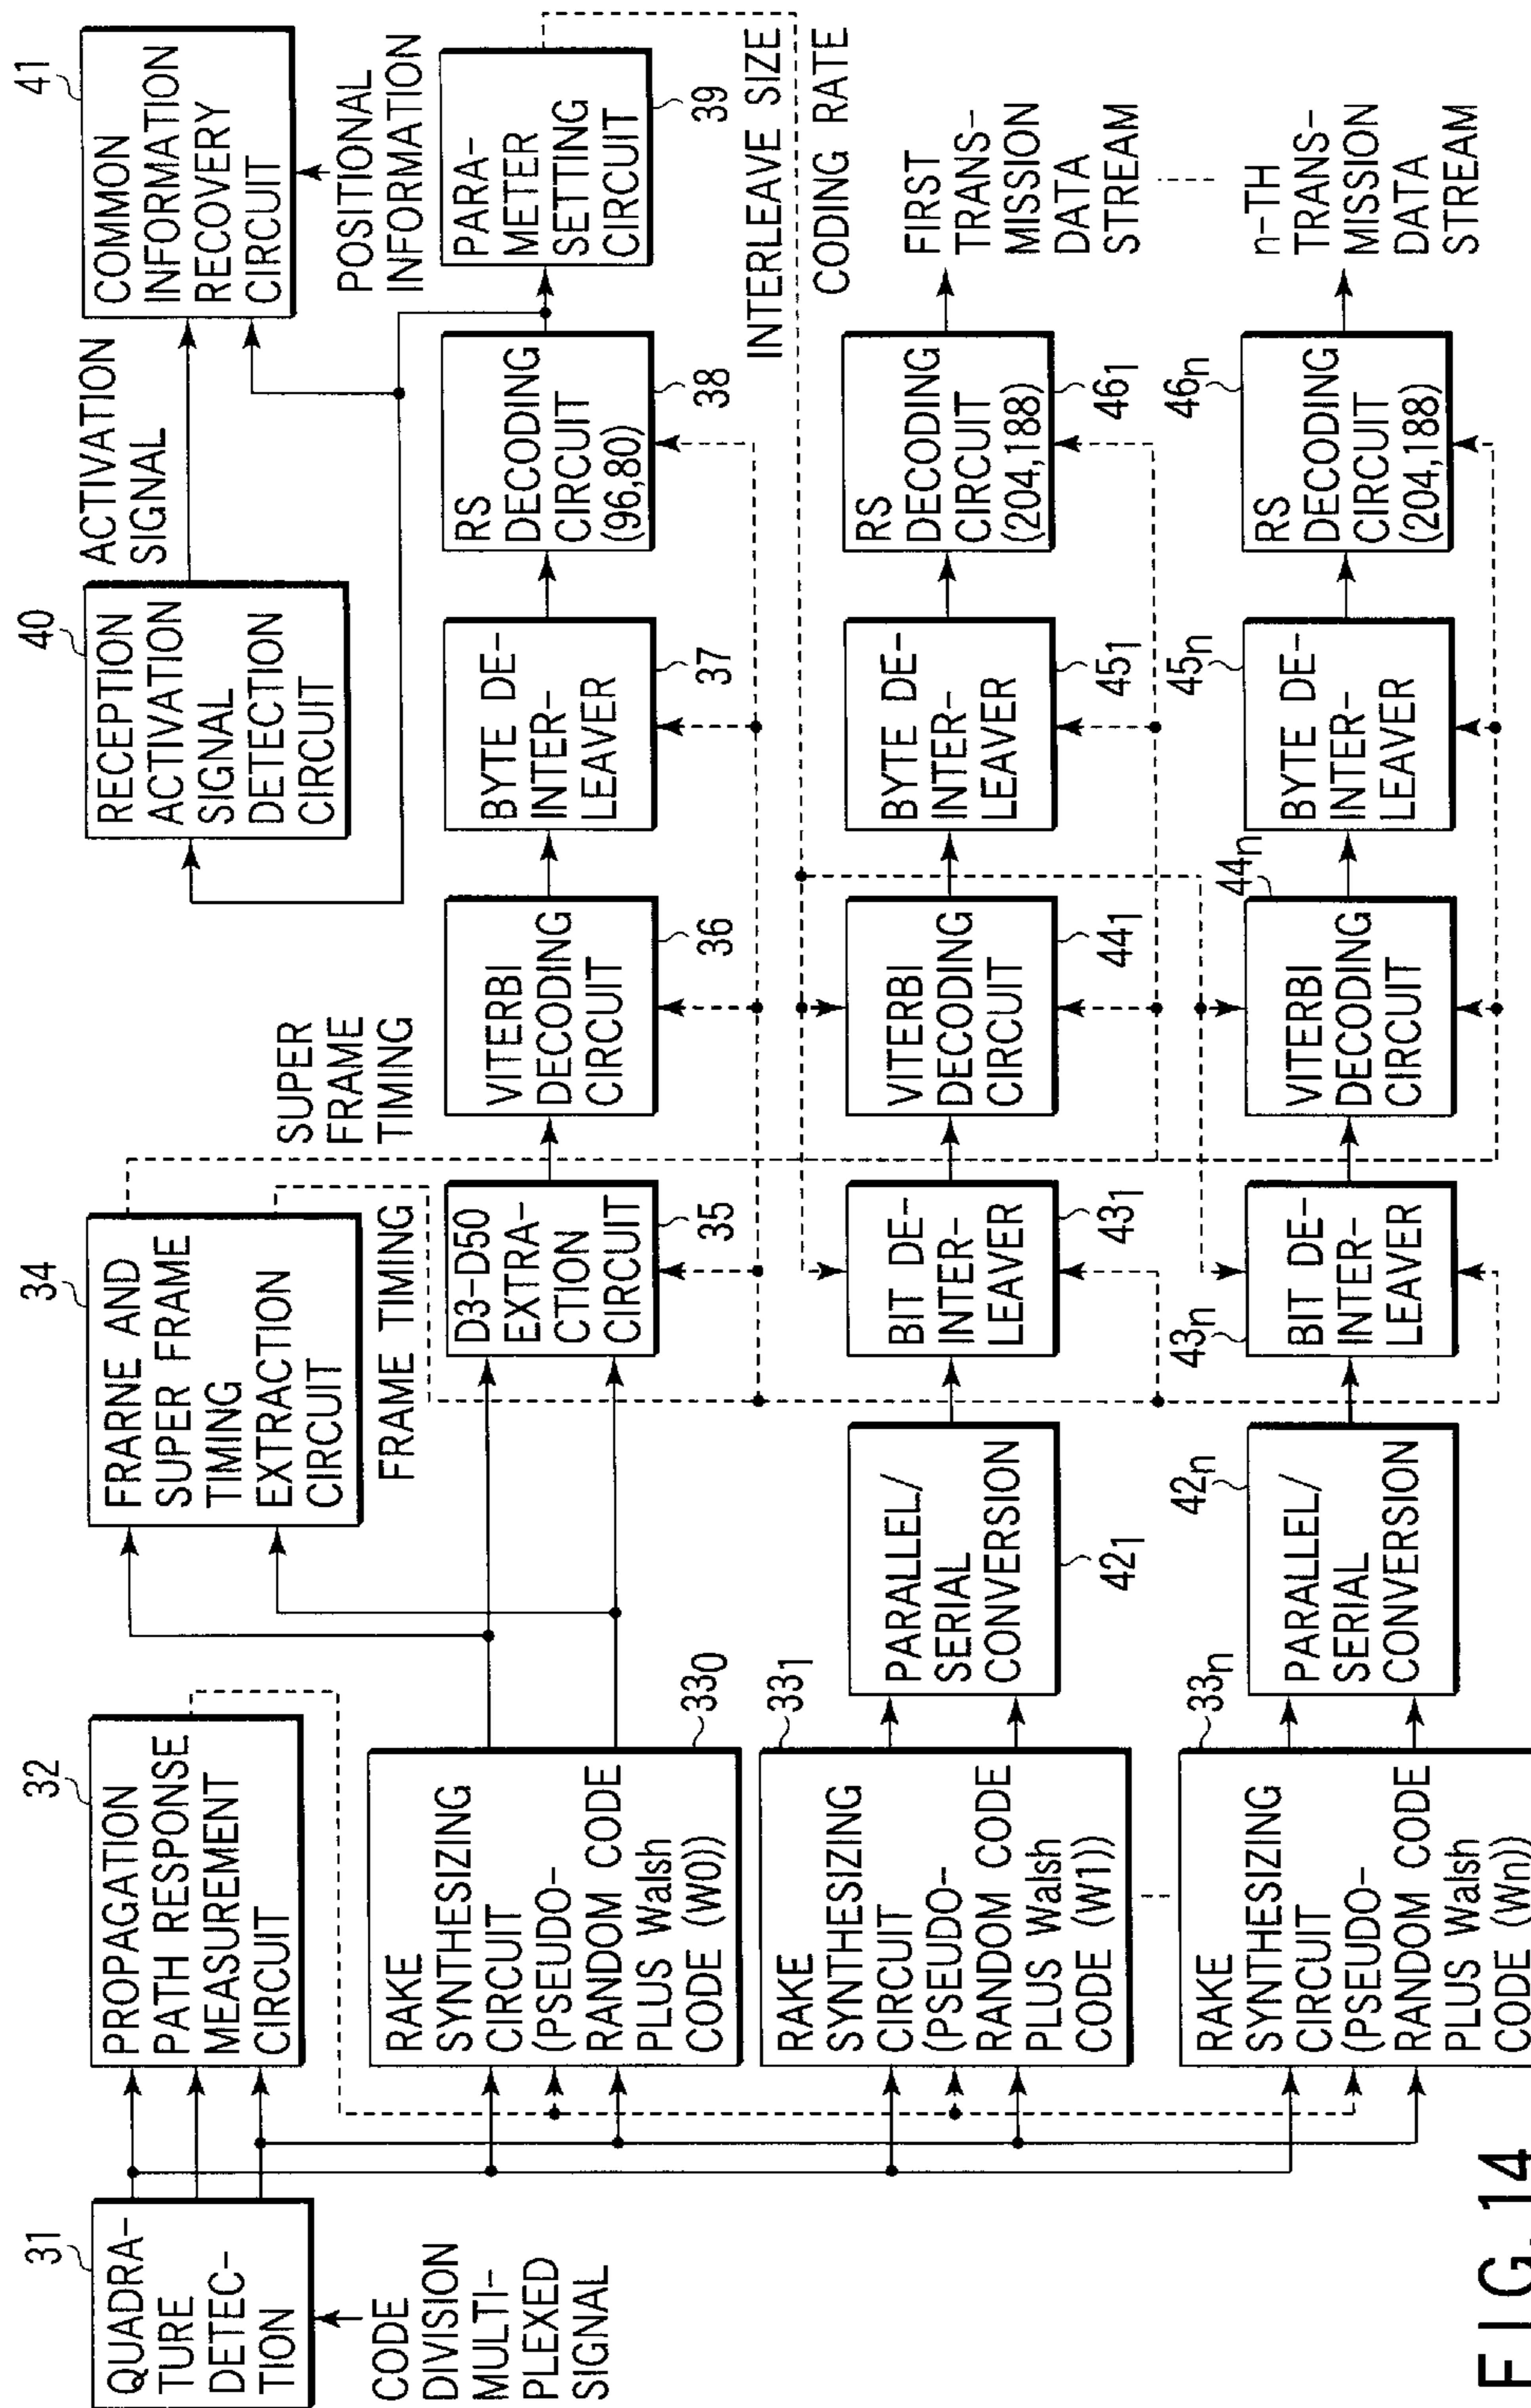 31
QUADRA-
TURE
DETEC-
TION
CODE
DIVISION
MULTI-
PLEXED
SIGNAL
32
PROPAGATION
PATH RESPONSE
MEASUREMENT
CIRCUIT
RAKE
SYNTHESIZING
CIRCUIT
(PSEUDO-
RANDOM CODE
PLUS Walsh
CODE (W0))
33₀
RAKE
SYNTHESIZING
CIRCUIT
(PSEUDO-
RANDOM CODE
PLUS Walsh
CODE (W1))
33₁
RAKE
SYNTHESIZING
CIRCUIT
(PSEUDO-
RANDOM CODE
PLUS Walsh
CODE (Wn))
33n
34
FRARNE AND
SUPER FRAME
TIMING
EXTRACTION
CIRCUIT
FRAME TIMING
SUPER
FRAME
TIMING
D3-D50
EXTRA-
CTION
CIRCUIT
35
VITERBI
DECODING
CIRCUIT
36
BYTE DE-
INTER-
LEAVER
37
RS
DECODING
CIRCUIT
(96,80)
38
PARA-
METER
SETTING
CIRCUIT
39
40
RECEPTION
ACTIVATION
SIGNAL
DETECTION
CIRCUIT
ACTIVATION
SIGNAL
41
COMMON
INFORMATION
RECOVERY
CIRCUIT
POSITIONAL
INFORMATION
INTERLEAVE SIZE
CODING RATE
PARALLEL/
SERIAL
CONVERSION
42₁
BIT DE-
INTER-
LEAVER
43₁
VITERBI
DECODING
CIRCUIT
44₁
BYTE DE-
INTER-
LEAVER
45₁
RS
DECODING
CIRCUIT
(204,188)
46₁
FIRST
TRANS-
MISSION
DATA
STREAM
42n
PARALLEL/
SERIAL
CONVERSION
43n
BIT DE-
INTER-
LEAVER
44n
VITERBI
DECODING
CIRCUIT
45n
BYTE DE-
INTER-
LEAVER
46n
RS
DECODING
CIRCUIT
(204,188)
n-TH
TRANS-
MISSION
DATA
STREAM
FIG. 14